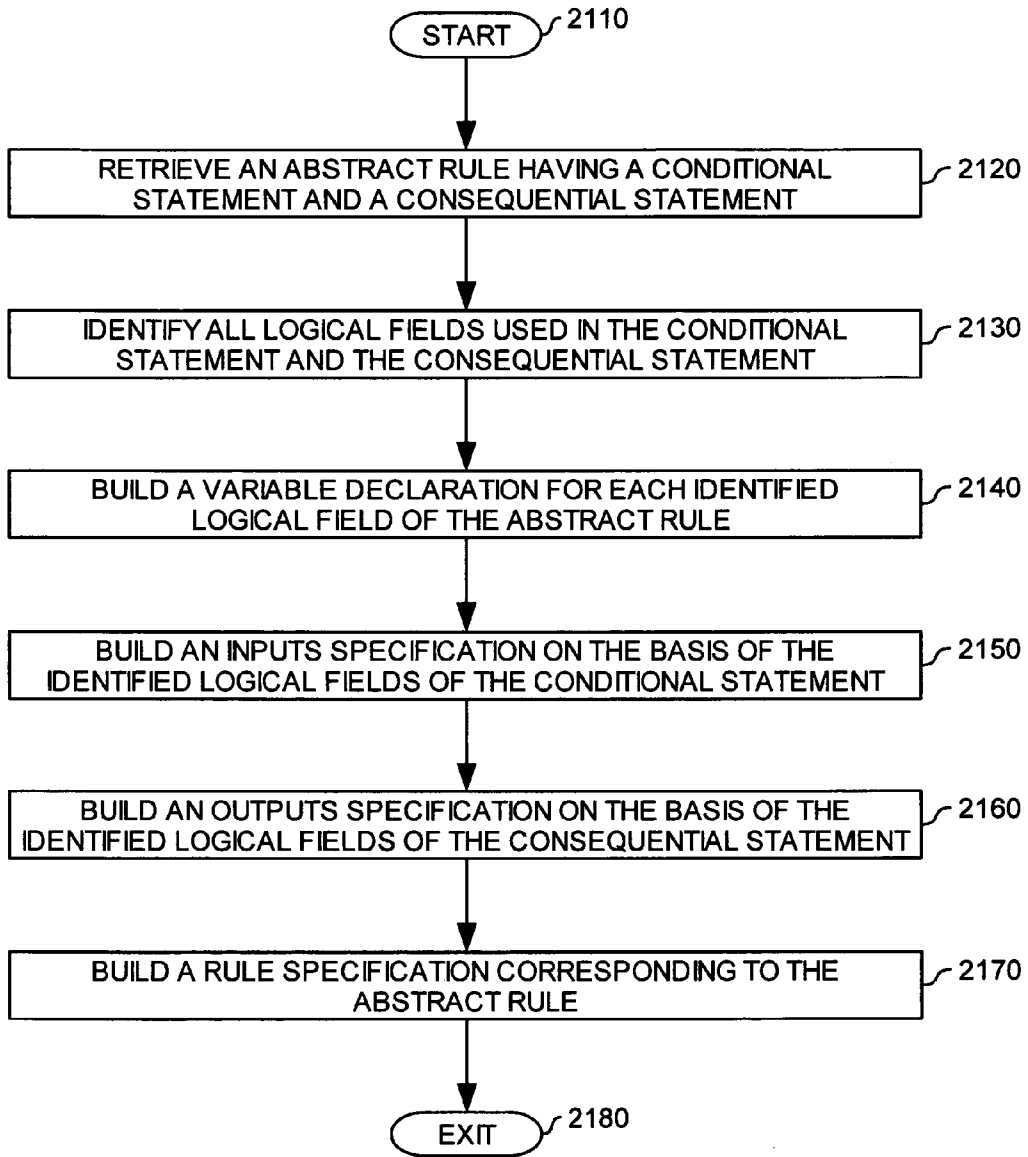 START
2110
RETRIEVE AN ABSTRACT RULE HAVING A CONDITIONAL
STATEMENT AND A CONSEQUENTIAL STATEMENT
2120
IDENTIFY ALL LOGICAL FIELDS USED IN THE CONDITIONAL
STATEMENT AND THE CONSEQUENTIAL STATEMENT
2130
BUILD A VARIABLE DECLARATION FOR EACH IDENTIFIED
LOGICAL FIELD OF THE ABSTRACT RULE
2140
BUILD AN INPUTS SPECIFICATION ON THE BASIS OF THE
IDENTIFIED LOGICAL FIELDS OF THE CONDITIONAL STATEMENT
2150
BUILD AN OUTPUTS SPECIFICATION ON THE BASIS OF THE
IDENTIFIED LOGICAL FIELDS OF THE CONSEQUENTIAL STATEMENT
2160
BUILD A RULE SPECIFICATION CORRESPONDING TO THE
ABSTRACT RULE
2170
EXIT
2180